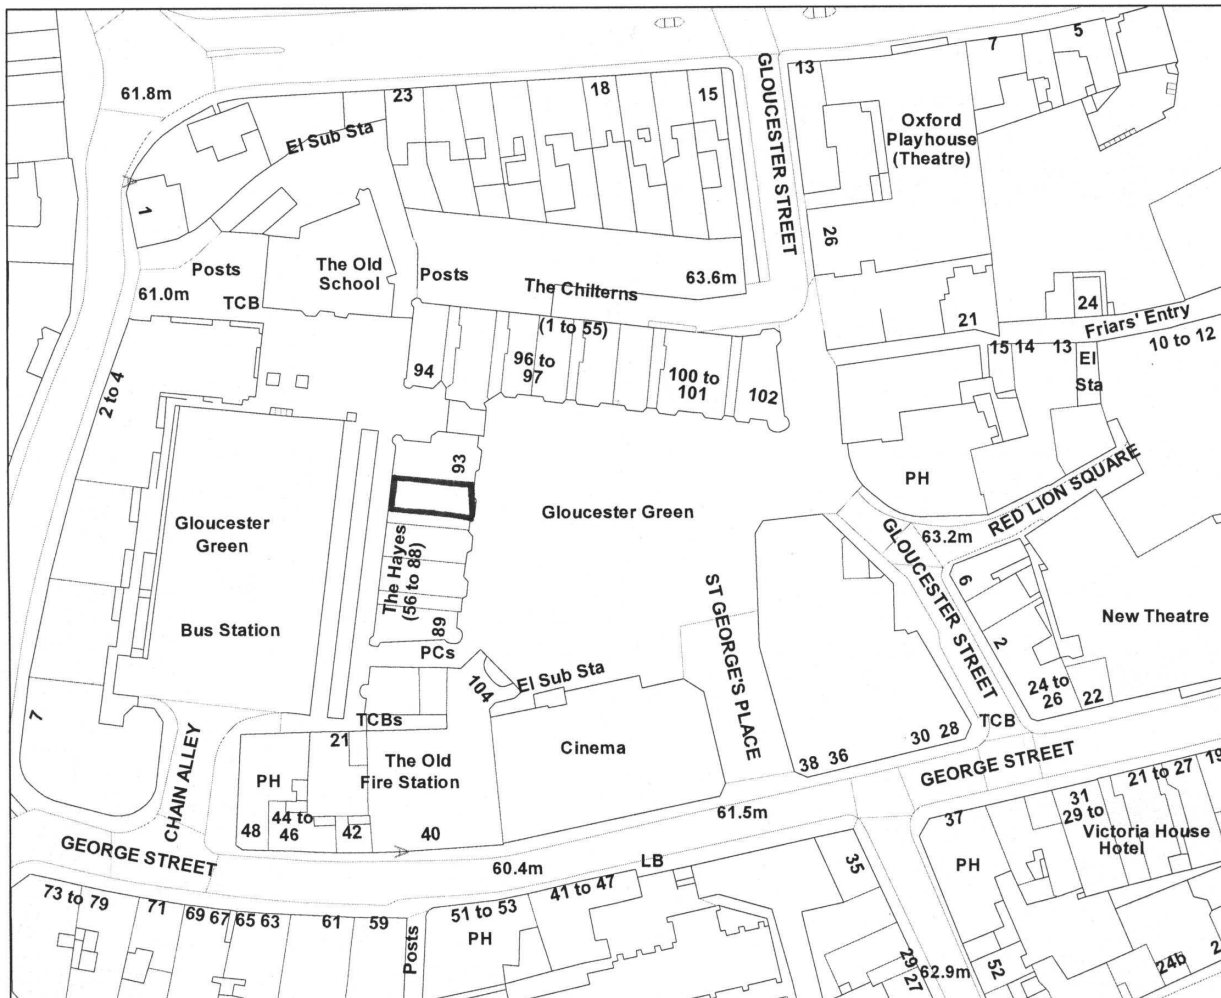 61.8m
23
18
15
GLOUCESTER STREET
13
7
5
Oxford
Playhouse
(Theatre)
El Sub Sta
1
26
Posts
The Old
School
Posts
63.6m
61.0m
TCB
The Chilterns
(1 to 55)
24
21
Friars' Entry
15
14
13
10 to 12
El
Sta
94
96 to
97
100 to
101
102
2 to 4
93
PH
RED LION SQUARE
Gloucester
Green
Gloucester Green
63.2m
GLOUCESTER STREET
The Hayes
(56 to 88)
6
ST GEORGE'S PLACE
New Theatre
Bus Station
89
2
PCs
El Sub Sta
104
24 to
26
22
7
TCBs
TCB
21
The Old
Fire Station
Cinema
30
28
38
36
GEORGE STREET
CHAIN ALLEY
PH
21 to 27
19
31
29 to
Victoria House
Hotel
44 to
46
48
42
40
61.5m
37
GEORGE STREET
60.4m
LB
35
PH
73 to 79
71
69
67
65
63
61
59
Posts
51 to 53
PH
41 to 47
29
27
62.9m
52
24b
2